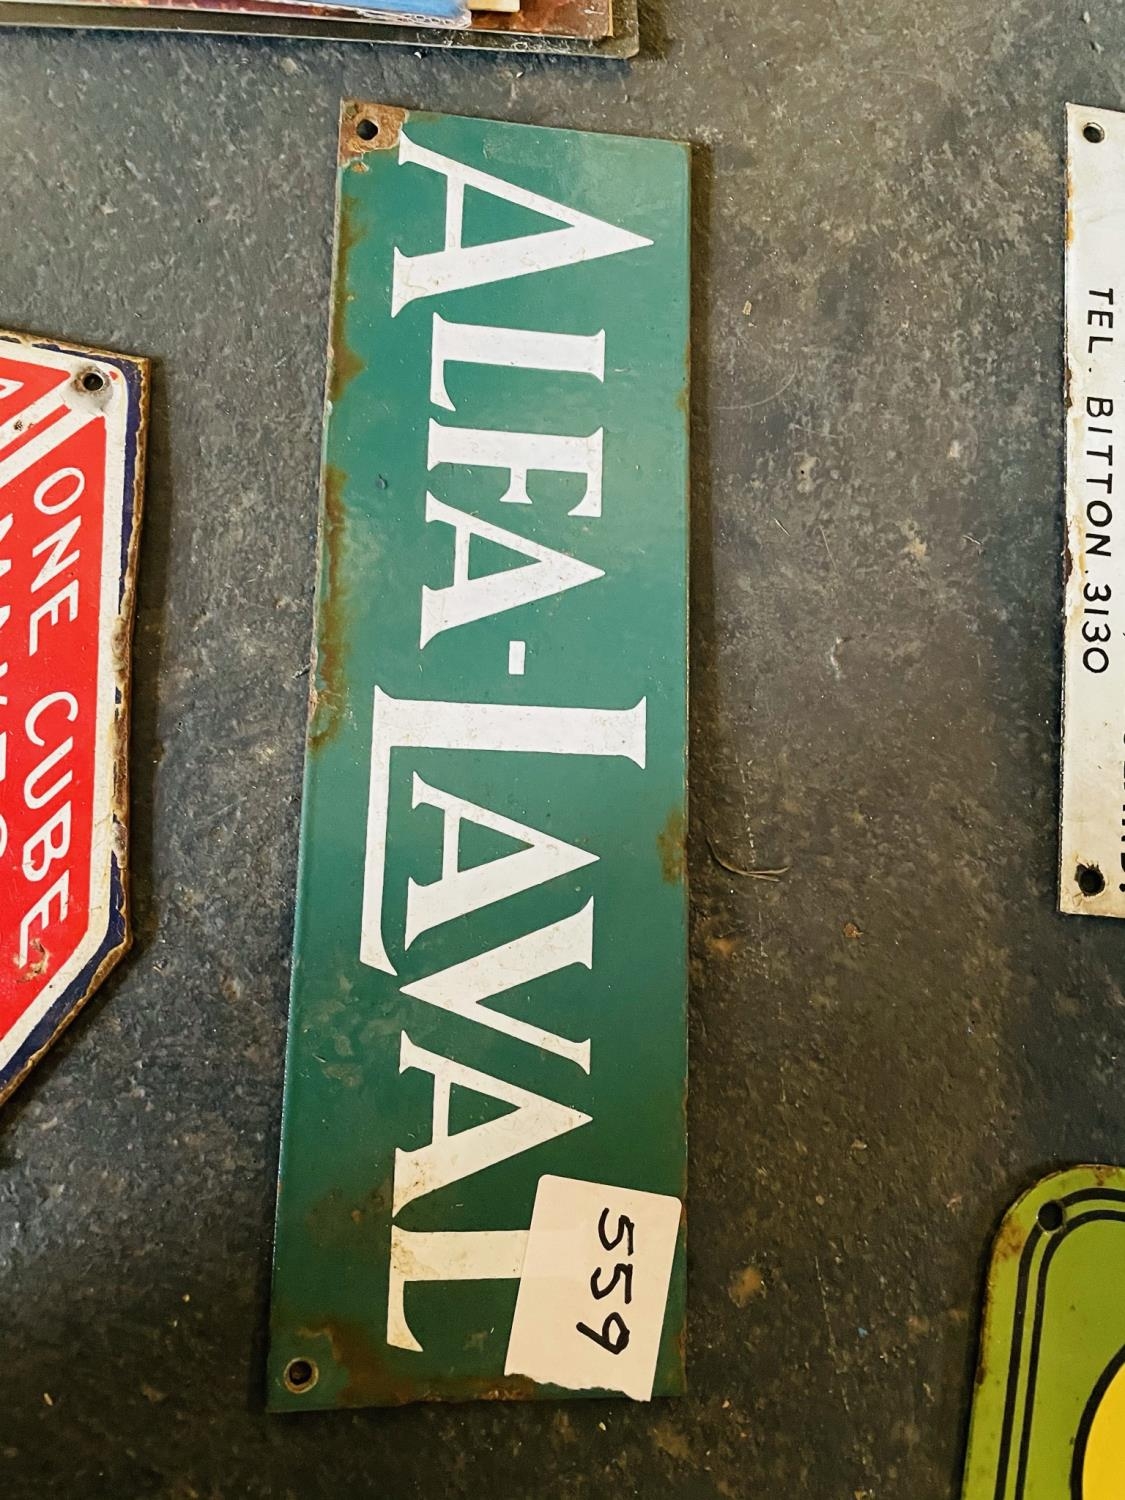 ALFA-LAVAL
559
ONE CUBE
TEL. BITTON. 3130